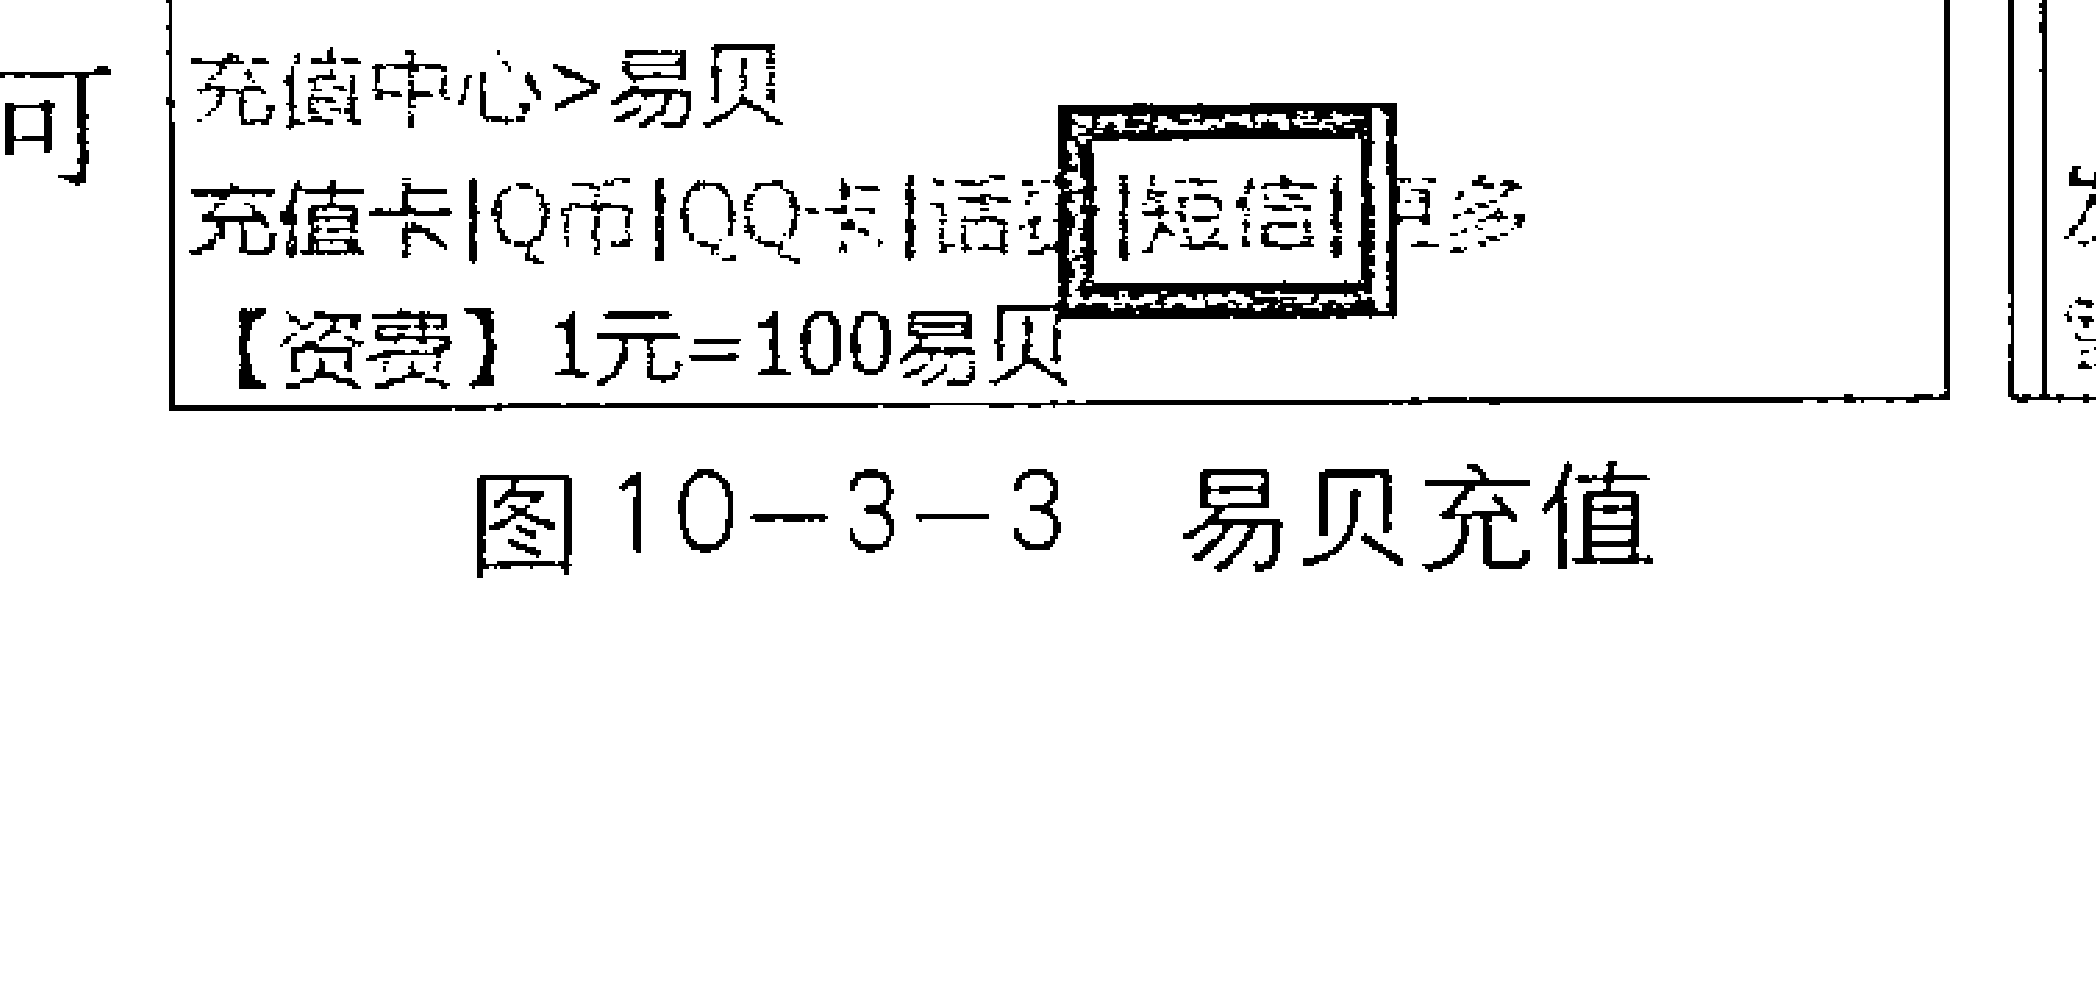 可
充值中心>易贝
充值卡|Q币|QQ卡|话费|短信|更多
【资费】1元=100易贝
图10-3-3 易贝充值